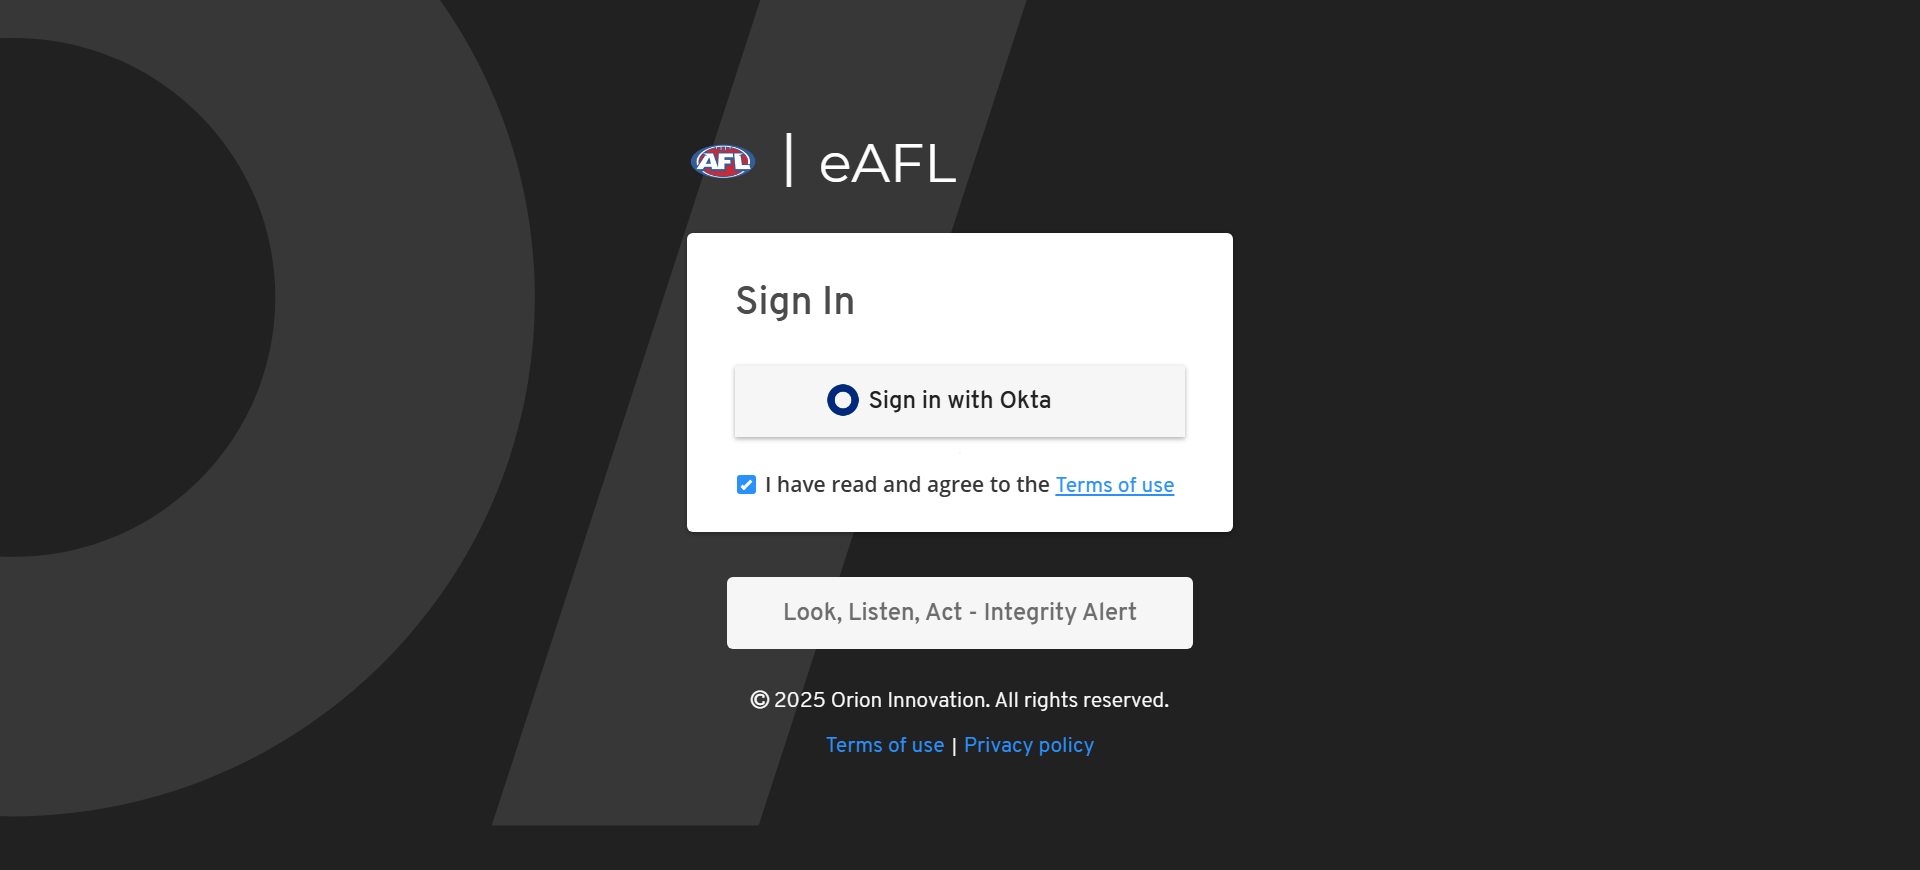 AFL | eAFL
Sign In
Sign in with Okta
I have read and agree to the Terms of use
Look, Listen, Act - Integrity Alert
© 2025 Orion Innovation. All rights reserved.
Terms of use | Privacy policy